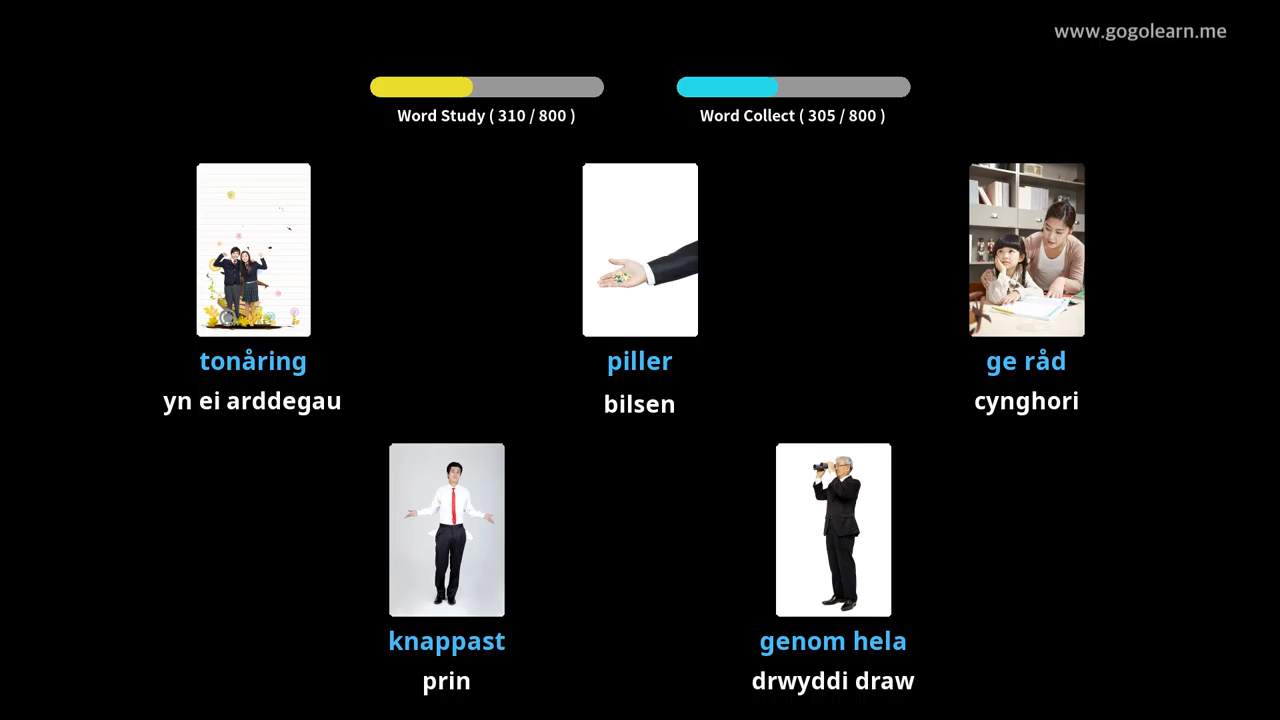 www.gogolearn.me
Word Study ( 310 / 800 )
Word Collect ( 305 / 800 )
tonåring
yn ei arddegau
piller
bilsen
ge råd
cynghori
knappast
prin
genom hela
drwyddi draw